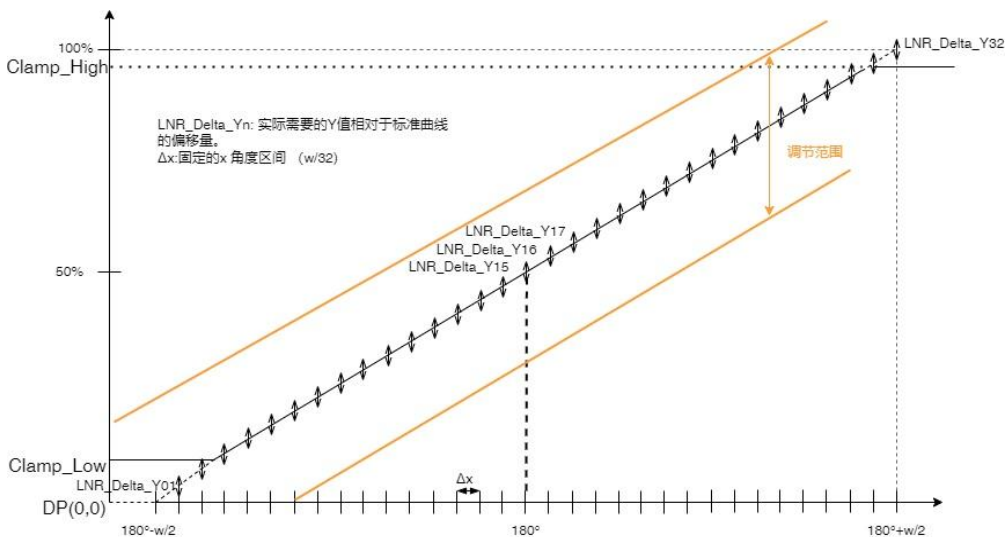 100%
LNR_Delta_Y32
Clamp_High
LNR_Delta_Yn: 实际需要的Y值相对于标准曲线
的偏移量。
Δx:固定的x 角度区间 （w/32）
调节范围
LNR_Delta_Y17
LNR_Delta_Y16
LNR_Delta_Y15
50%
Clamp_Low
LNR_Delta_Y01
Δx
DP(0,0)
180°-w/2
180°
180°+w/2